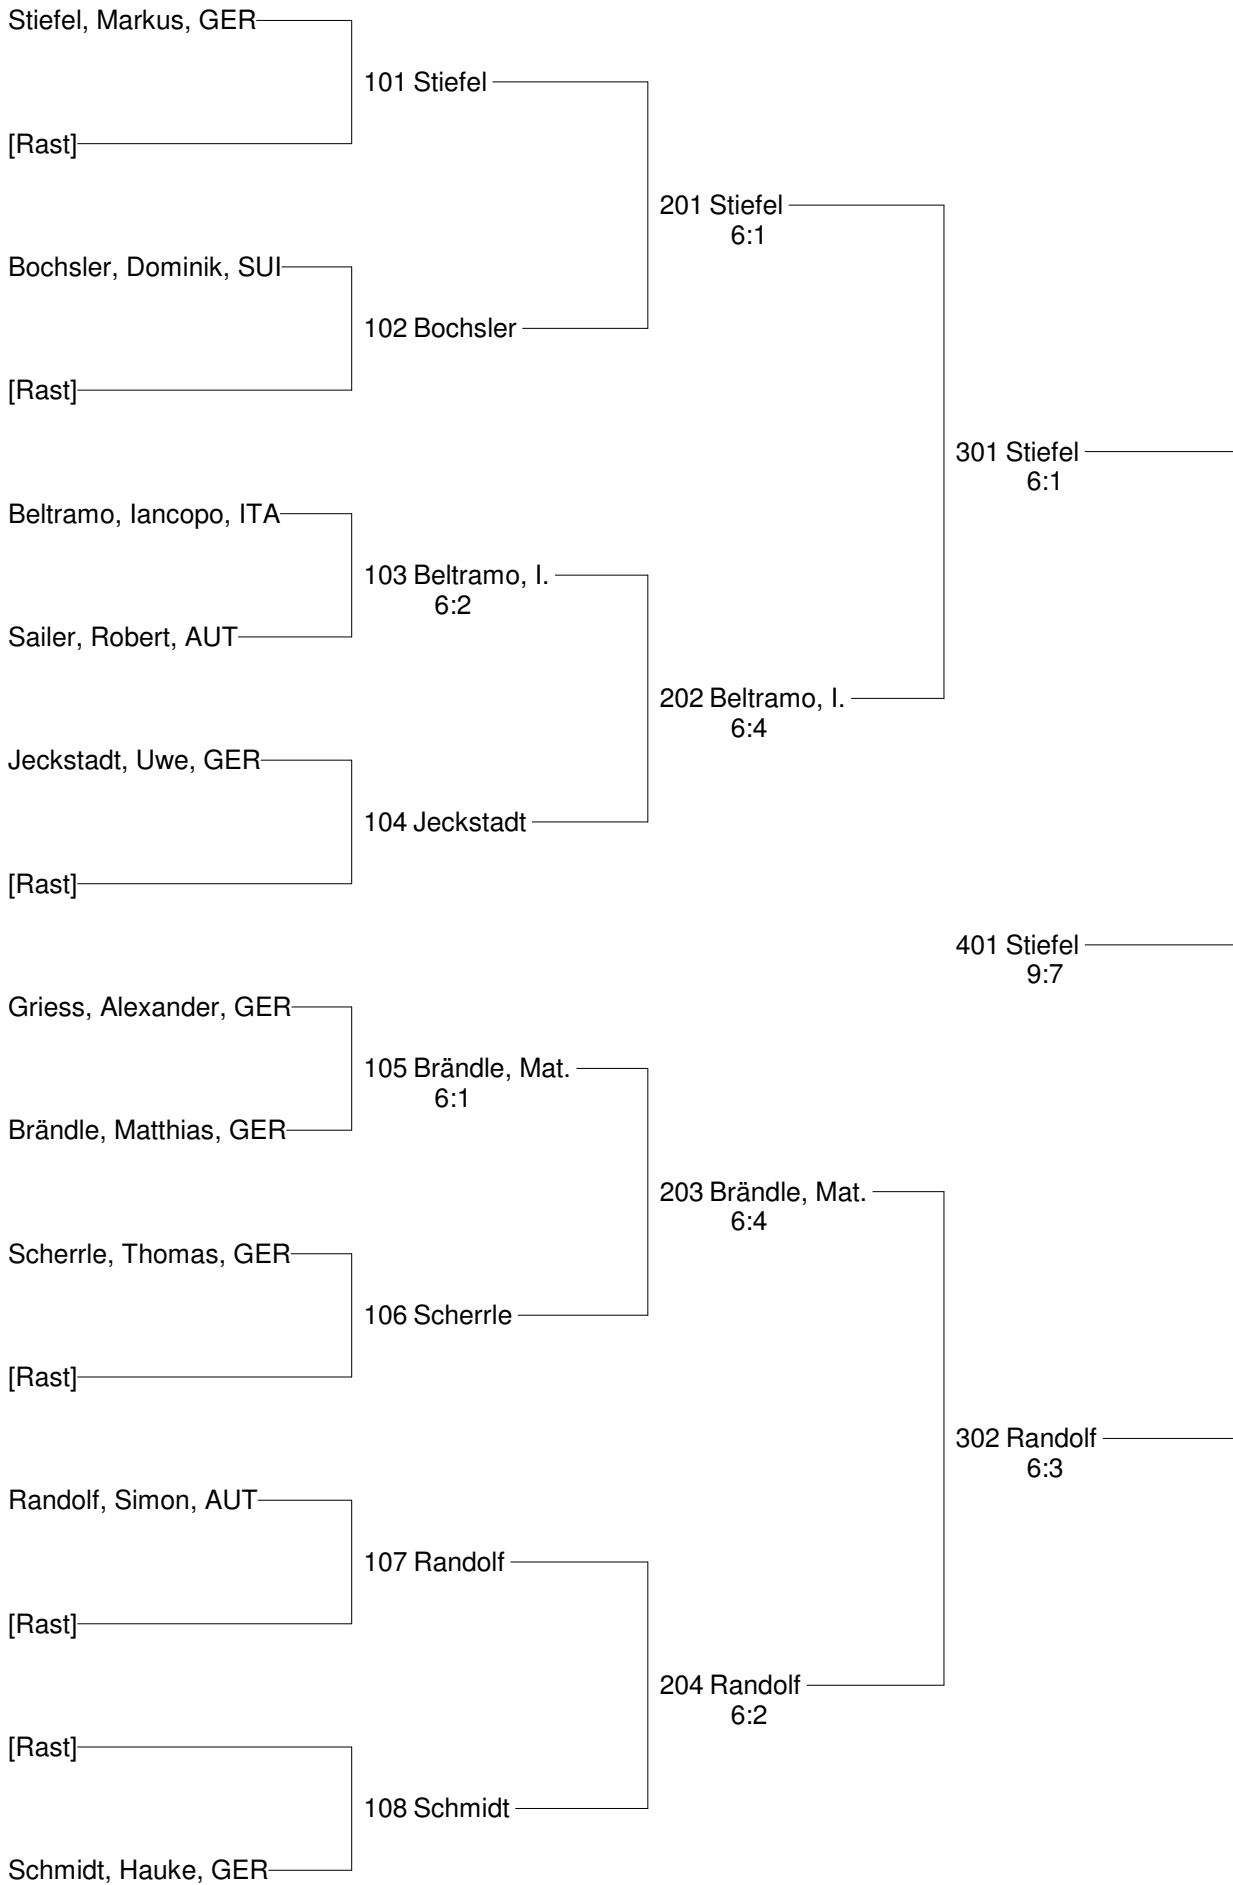 Stiefel, Markus, GER
101 Stiefel
[Rast]
201 Stiefel
6:1
Bochsler, Dominik, SUI
102 Bochsler
[Rast]
301 Stiefel
6:1
Beltramo, Iancopo, ITA
103 Beltramo, I.
6:2
Sailer, Robert, AUT
202 Beltramo, I.
6:4
Jeckstadt, Uwe, GER
104 Jeckstadt
[Rast]
401 Stiefel
9:7
Griess, Alexander, GER
105 Brändle, Mat.
6:1
Brändle, Matthias, GER
203 Brändle, Mat.
6:4
Scherrle, Thomas, GER
106 Scherrle
[Rast]
302 Randolf
6:3
Randolf, Simon, AUT
107 Randolf
[Rast]
204 Randolf
6:2
[Rast]
108 Schmidt
Schmidt, Hauke, GER